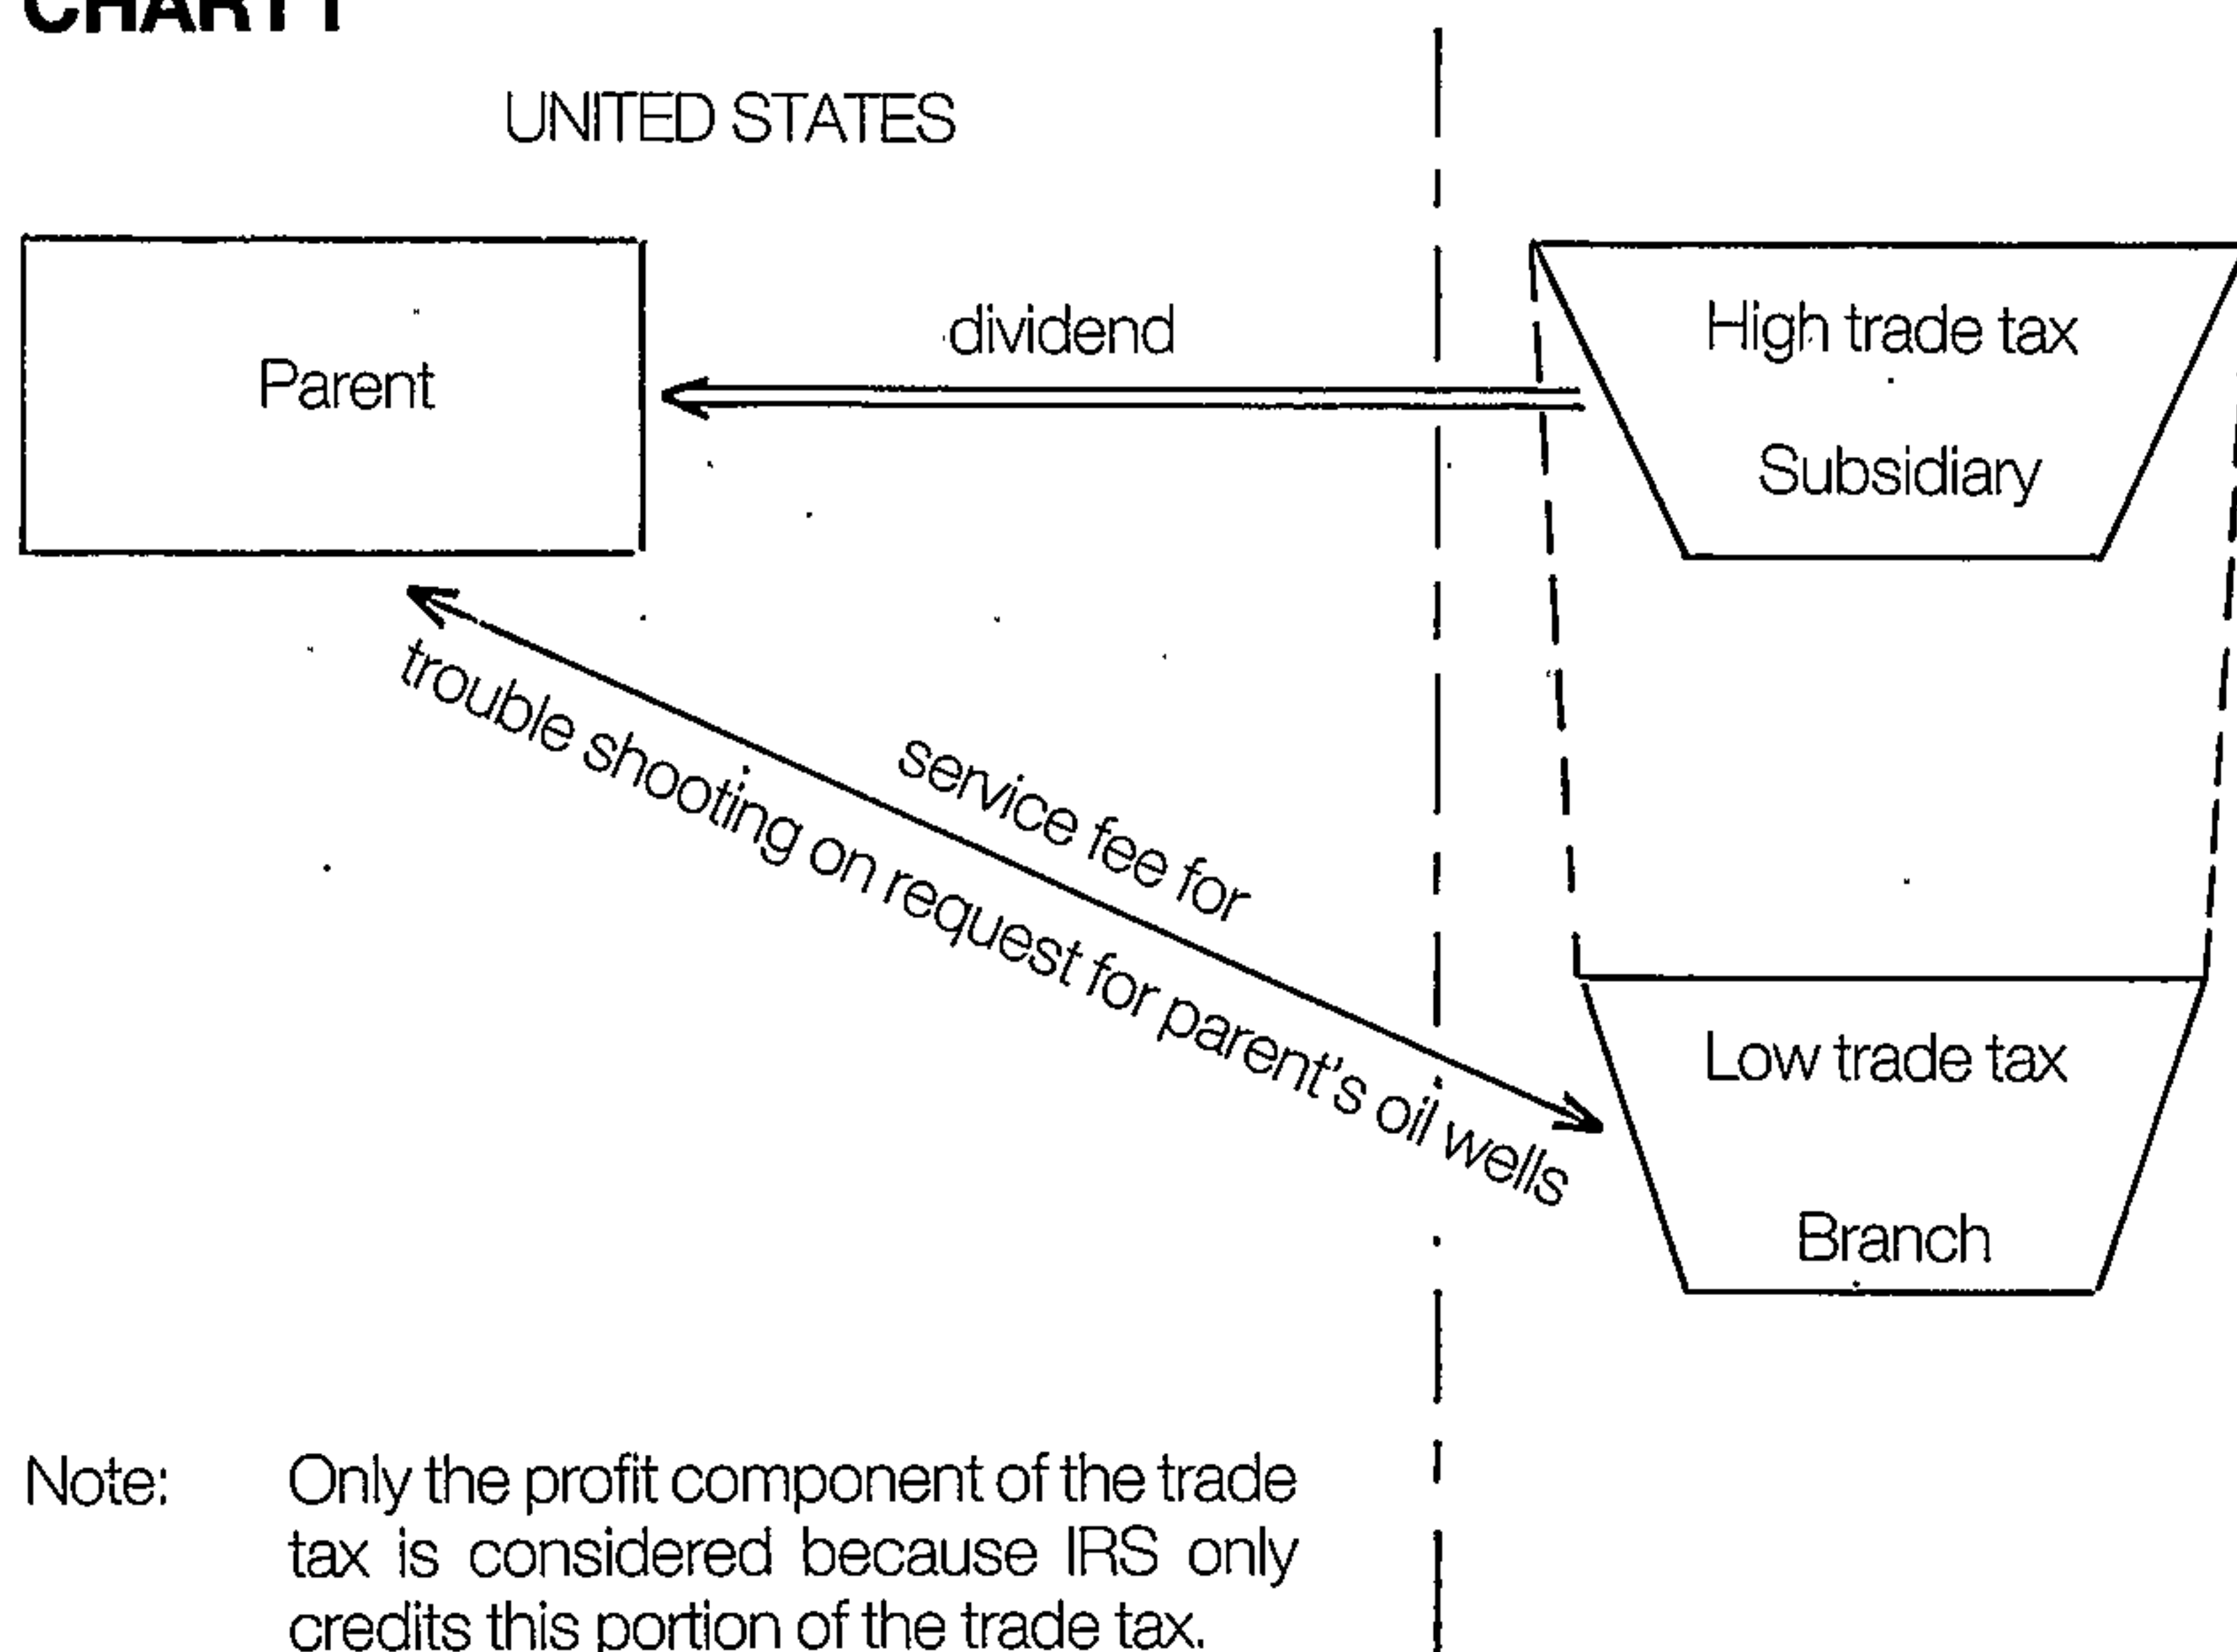 CHART 1
UNITED STATES
Parent
dividend
High trade tax
Subsidiary
service fee for
trouble shooting on request for parent's oil wells
Low trade tax
Branch
Note: Only the profit component of the trade
tax is considered because IRS only
credits this portion of the trade tax.